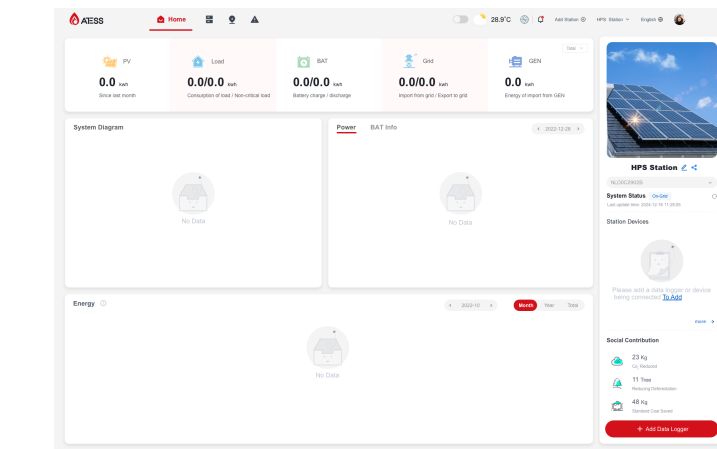 ATESS
Home
28.9°C
Add Station
HPS Station
English
PV
0.0 kwh
Since last month
Load
0.0/0.0 kwh
Consuption of load / Non-critical load
BAT
0.0/0.0 kwh
Battery charge / discharge
Grid
0.0/0.0 kwh
Import from grid / Export to grid
Total
GEN
0.0 kwh
Energy of import from GEN
System Diagram
No Data
Power
BAT Info
2022-12-28
No Data
Energy
2022-10
Month
Year
Total
No Data
HPS Station
System Status On-Grid
Station Devices
Please add a data logger or device
being connected To Add
more
Social Contribution
23 Kg
Co₂ Reduced
11 Tree
Reducing Deforestation
48 Kg
Standard Coal Saved
+ Add Data Logger